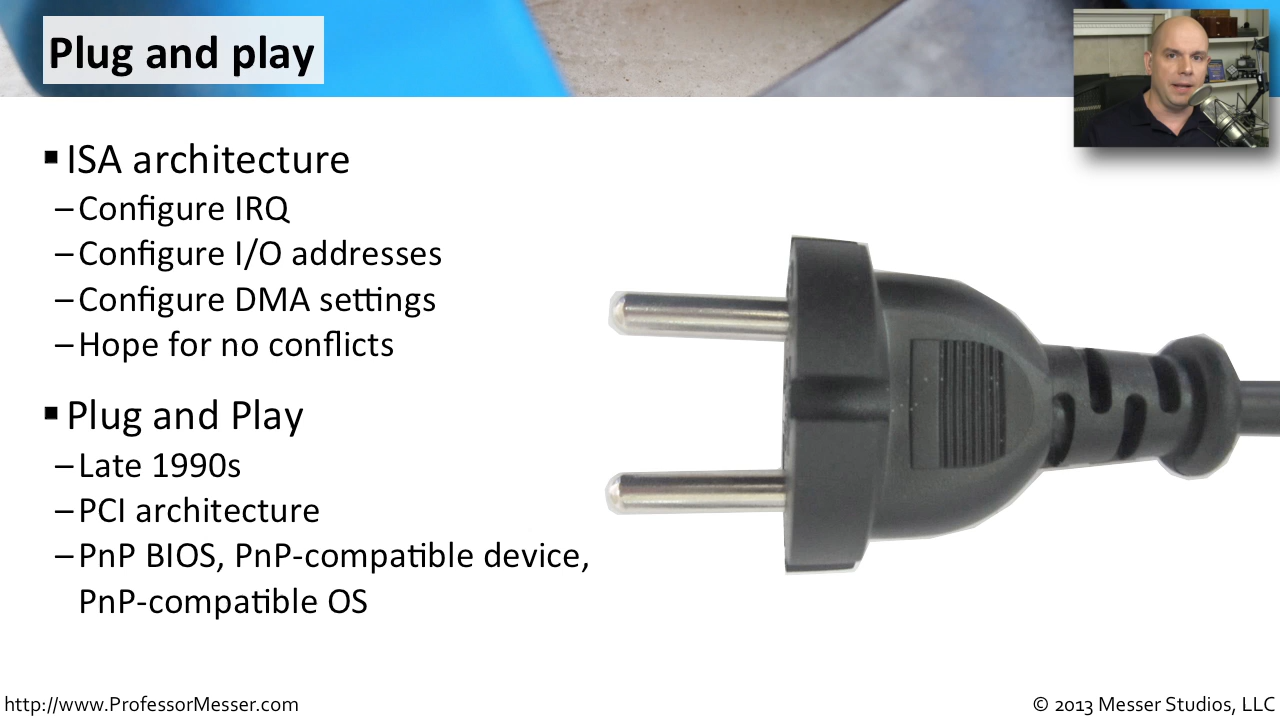 Plug and play
▪ ISA architecture
– Configure IRQ
– Configure I/O addresses
– Configure DMA settings
– Hope for no conflicts
▪ Plug and Play
– Late 1990s
– PCI architecture
– PnP BIOS, PnP-compatible device,
PnP-compatible OS
http://www.ProfessorMesser.com
© 2013 Messer Studios, LLC